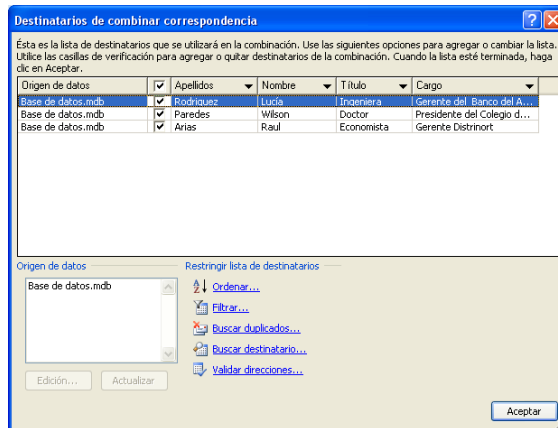 Destinatarios de combinar correspondencia
Ésta es la lista de destinatarios que se utilizará en la combinación. Use las siguientes opciones para agregar o cambiar la lista.
Utilice las casillas de verificación para agregar o quitar destinatarios de la combinación. Cuando la lista esté terminada, haga
clic en Aceptar.
Origen de datos Apellidos Nombre Título Cargo
Base de datos.mdb Rodriguez Lucía Ingeniera Gerente del Banco del A...
Base de datos.mdb Paredes Wilson Doctor Presidente del Colegio d...
Base de datos.mdb Arias Raul Economista Gerente Distrinort
Origen de datos Restringir lista de destinatarios
Base de datos.mdb
Ordenar...
Filtrar...
Buscar duplicados...
Buscar destinatario...
Validar direcciones...
Edición... Actualizar
Aceptar